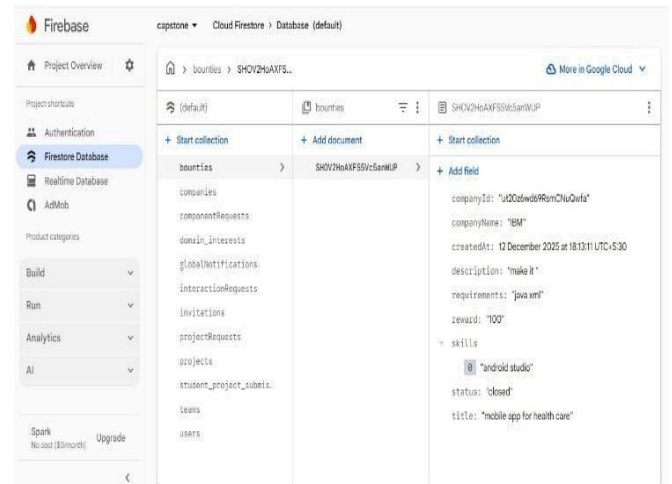 Firebase
capstone
Cloud Firestore > Database (default)
Project Overview
bounties > SHOV2HoAXFS...
More in Google Cloud
Project shortcuts
Authentication
Firestore Database
Realtime Database
AdMob
Product categories
Build
Run
Analytics
AI
Spark
No cost ($0/month)
Upgrade
(default)
+ Start collection
bounties
companies
componentRequests
domain_interests
globalNotifications
interactionRequests
invitations
projectRequests
projects
student_project_submis.
teams
users
bounties
+ Add document
SHOV2HoAXFSSVc5anWUP
SHOV2HoAXFSSVc5anWUP
+ Start collection
+ Add field
companyId: "ut20z6wd69RsmCNuQwfa"
companyName: "IBM"
createdAt: 12 December 2025 at 18:13:11 UTC+5:30
description: "make it "
requirements: "java xml"
reward: "100"
skills
0 "android studio"
status: "closed"
title: "mobile app for health care"